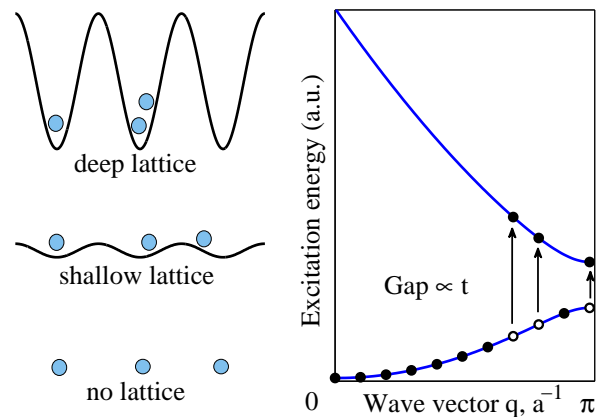 deep lattice
shallow lattice
no lattice
Excitation energy (a.u.)
Gap ∝ t
0 Wave vector q, a⁻¹ π